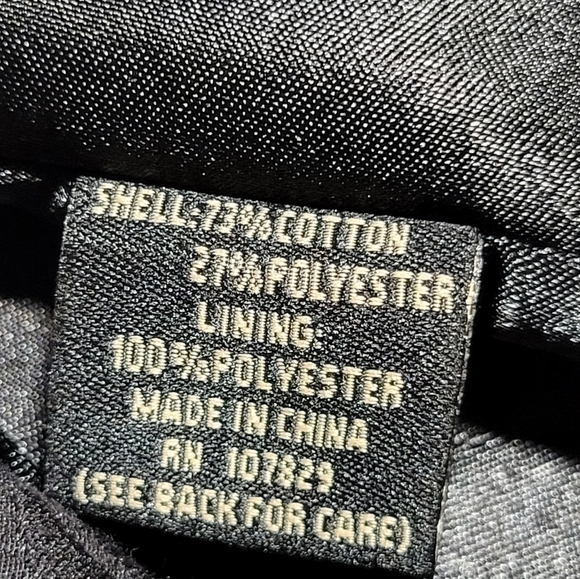 SHELL-73%COTTON
27%POLYESTER
LINING:
100%POLYESTER
MADE IN CHINA
RN 107829
(SEE BACK FOR CARE)